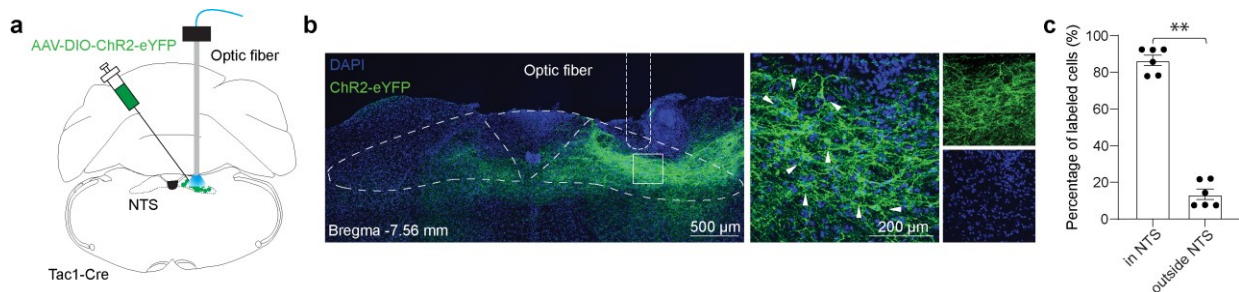 a
AAV-DIO-ChR2-eYFP
Optic fiber
NTS
Tac1-Cre
b
DAPI
ChR2-eYFP
Optic fiber
Bregma -7.56 mm
500 µm
200 µm
c
Percentage of labeled cells (%)
100
80
60
40
20
0
**
in NTS
outside NTS